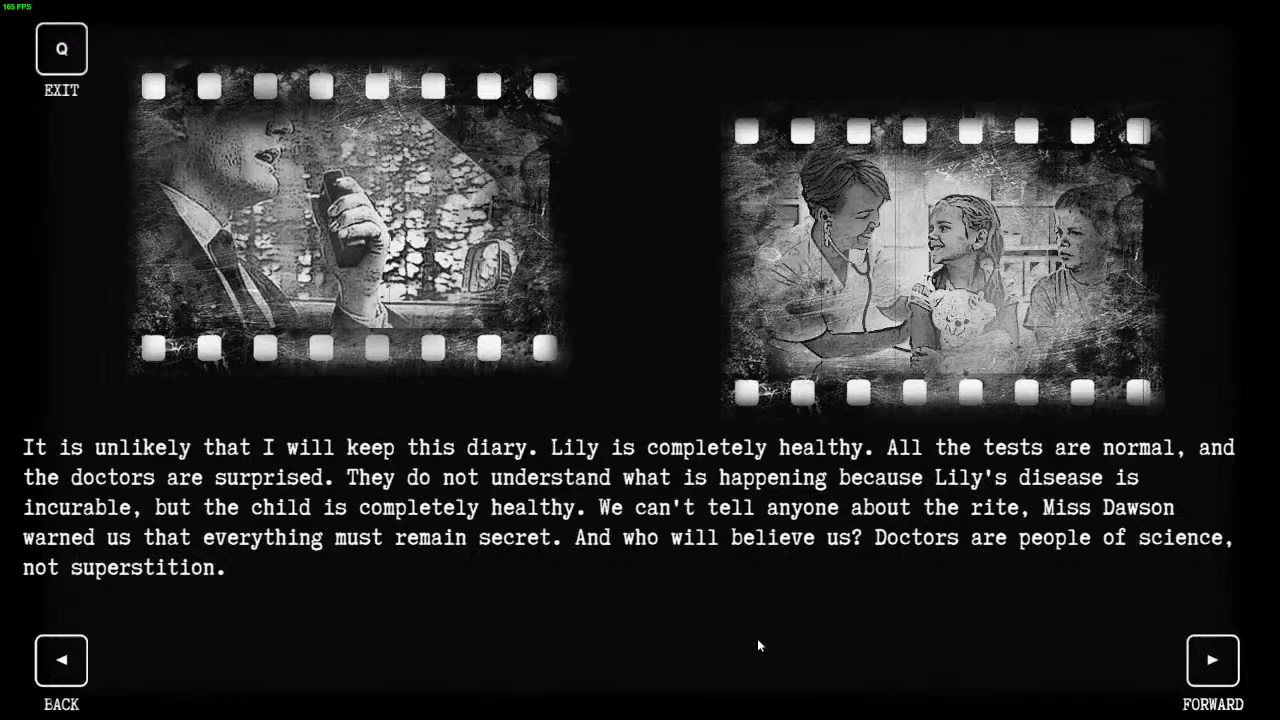 165 FPS
Q
EXIT
It is unlikely that I will keep this diary. Lily is completely healthy. All the tests are normal, and
the doctors are surprised. They do not understand what is happening because Lily's disease is
incurable, but the child is completely healthy. We can't tell anyone about the rite, Miss Dawson
warned us that everything must remain secret. And who will believe us? Doctors are people of science,
not superstition.
BACK
FORWARD